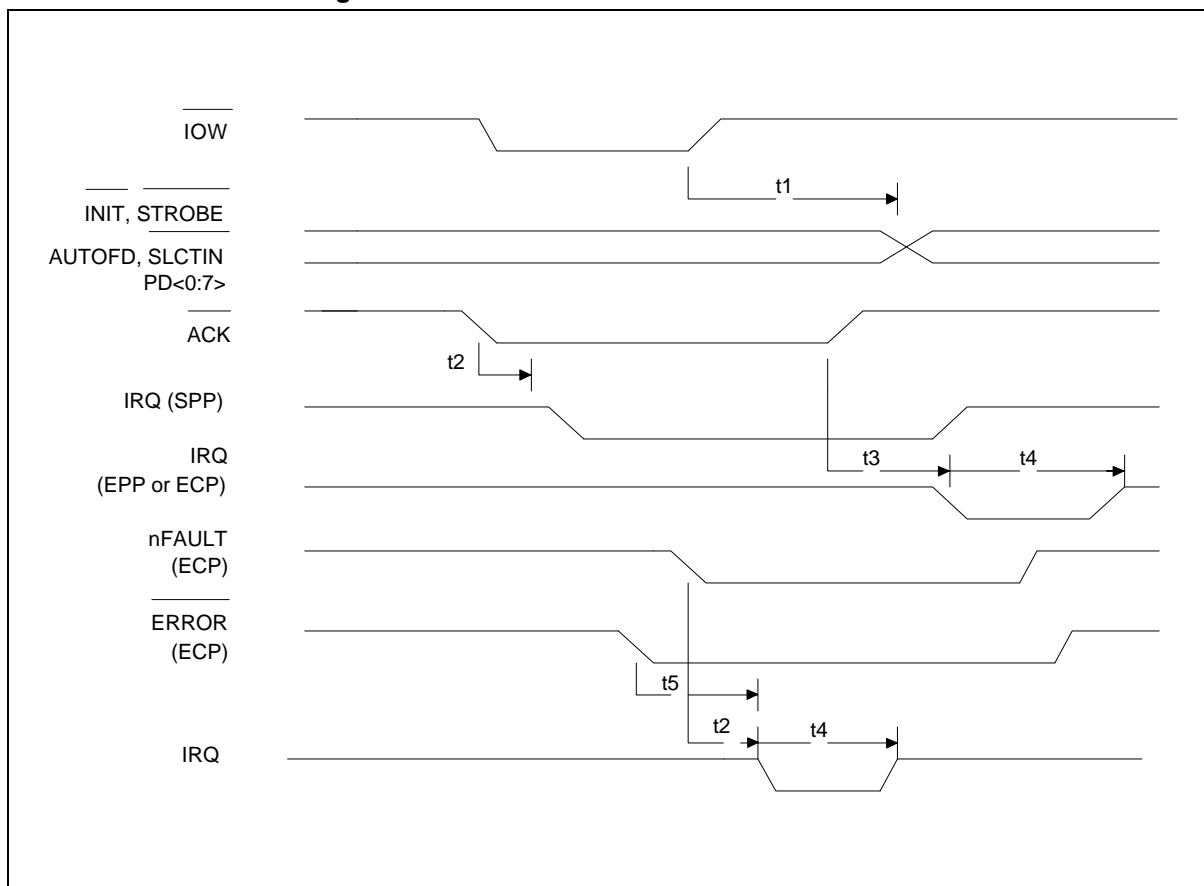 IOW
t1
INIT, STROBE
AUTOFD, SLCTIN
PD<0:7>
ACK
t2
IRQ (SPP)
IRQ
(EPP or ECP)
t3
t4
nFAULT
(ECP)
ERROR
(ECP)
t5
t2
t4
IRQ